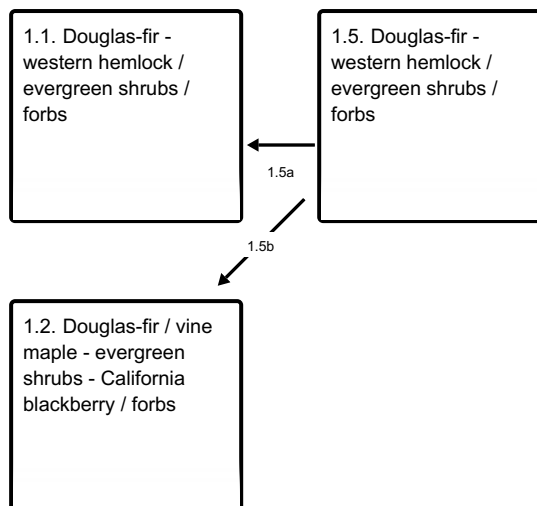 1.1. Douglas-fir -
western hemlock /
evergreen shrubs /
forbs
1.5. Douglas-fir -
western hemlock /
evergreen shrubs /
forbs
1.5a
1.5b
1.2. Douglas-fir / vine
maple - evergreen
shrubs - California
blackberry / forbs